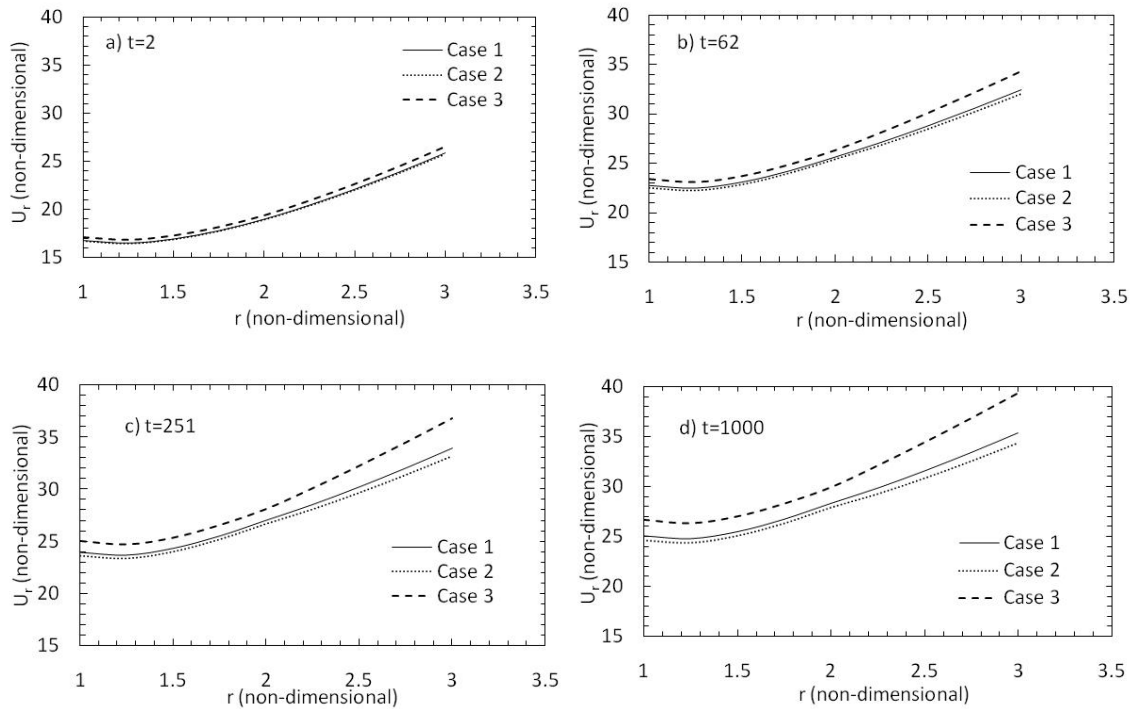 a) t=2
Case 1
Case 2
Case 3
U_r (non-dimensional)
40
35
30
25
20
15
1
1.5
2
2.5
3
3.5
r (non-dimensional)
b) t=62
Case 1
Case 2
Case 3
U_r (non-dimensional)
40
35
30
25
20
15
1
1.5
2
2.5
3
3.5
r (non-dimensional)
c) t=251
Case 1
Case 2
Case 3
U_r (non-dimensional)
40
35
30
25
20
15
1
1.5
2
2.5
3
3.5
r (non-dimensional)
d) t=1000
Case 1
Case 2
Case 3
U_r (non-dimensional)
40
35
30
25
20
15
1
1.5
2
2.5
3
3.5
r (non-dimensional)